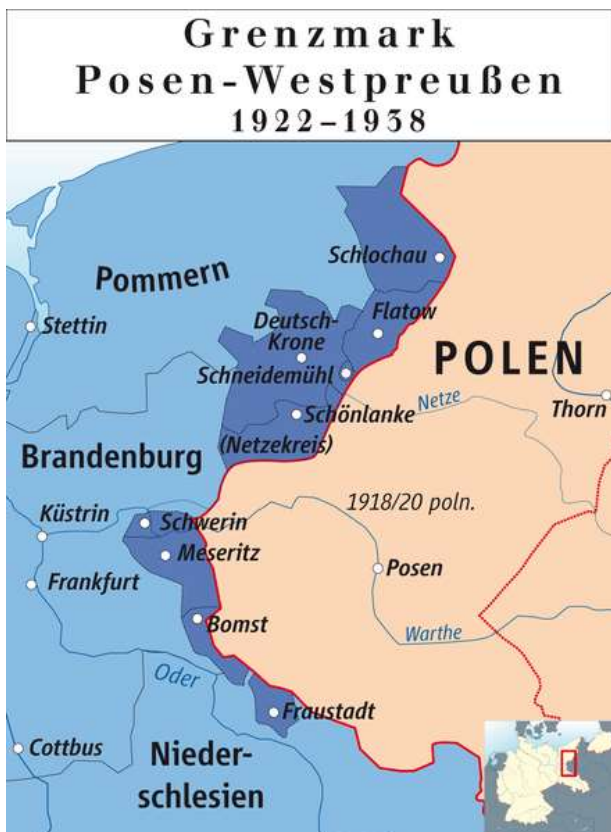 Grenzmark
Posen-Westpreußen
1922–1938
Schlochau
Pommern
Flatow
Stettin
Deutsch-
Krone
POLEN
Schneidemühl
Netze
Thorn
Schönlanke
(Netzekreis)
Brandenburg
1918/20 poln.
Küstrin
Schwerin
Meseritz
Posen
Frankfurt
Bomst
Warthe
Oder
Fraustadt
Cottbus
Nieder-
schlesien